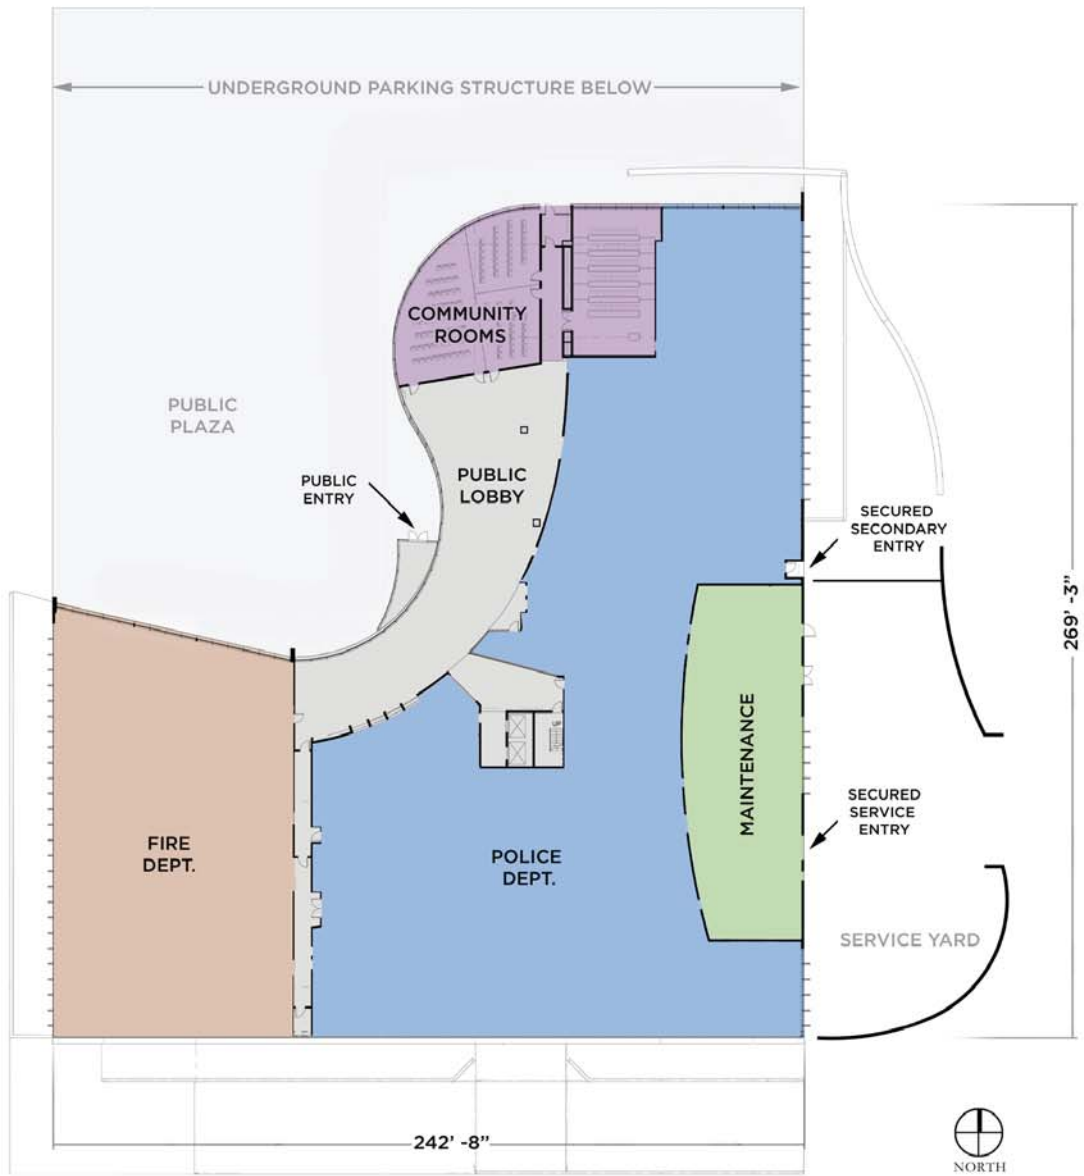 UNDERGROUND PARKING STRUCTURE BELOW
COMMUNITY
ROOMS
PUBLIC
PLAZA
PUBLIC
ENTRY
PUBLIC
LOBBY
SECURED
SECONDARY
ENTRY
269' -3"
MAINTENANCE
SECURED
SERVICE
ENTRY
FIRE
DEPT.
POLICE
DEPT.
SERVICE YARD
242' -8"
NORTH